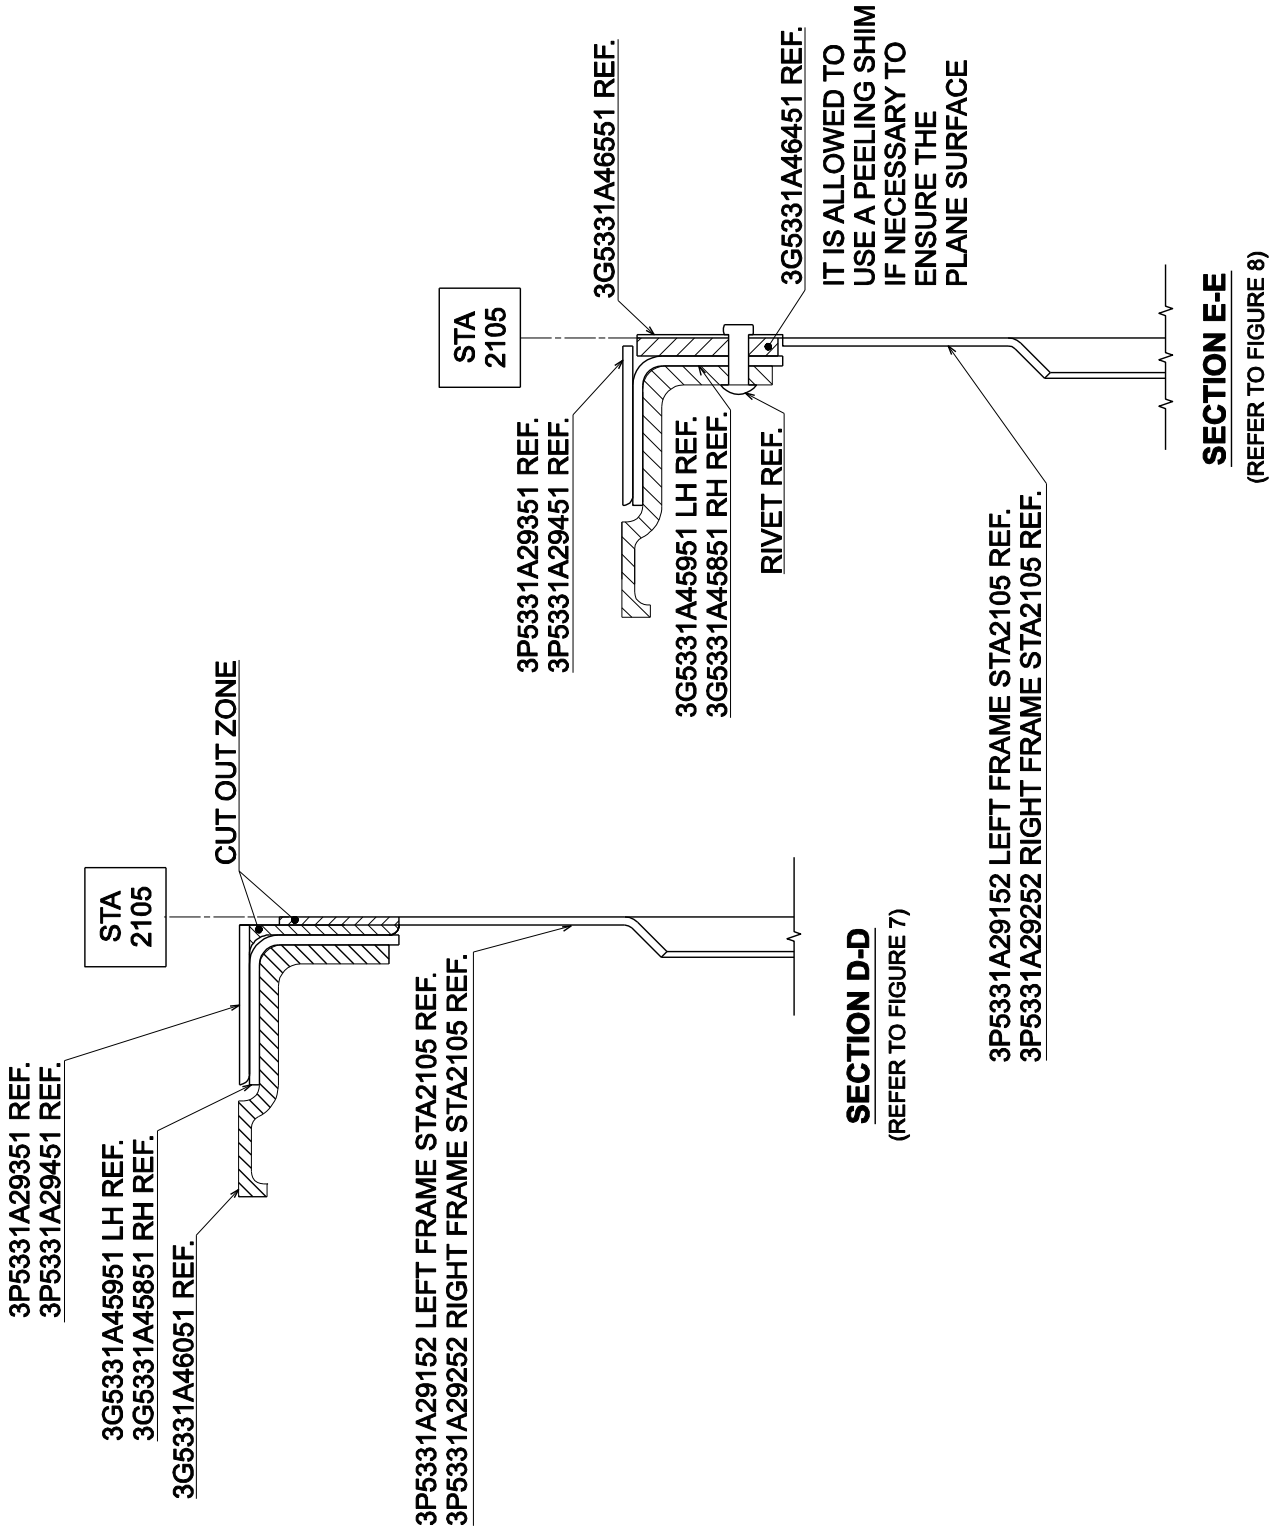 3P5331A29351 REF.
3P5331A29451 REF.
3G5331A45951 LH REF.
3G5331A45851 RH REF.
3G5331A46051 REF.
STA
2105
CUT OUT ZONE
3P5331A29152 LEFT FRAME STA2105 REF.
3P5331A29252 RIGHT FRAME STA2105 REF.
SECTION D-D
(REFER TO FIGURE 7)
STA
2105
3G5331A46551 REF.
3P5331A29351 REF.
3P5331A29451 REF.
3G5331A45951 LH REF.
3G5331A45851 RH REF.
RIVET REF.
3G5331A46451 REF.
IT IS ALLOWED TO
USE A PEELING SHIM
IF NECESSARY TO
ENSURE THE
PLANE SURFACE
3P5331A29152 LEFT FRAME STA2105 REF.
3P5331A29252 RIGHT FRAME STA2105 REF.
SECTION E-E
(REFER TO FIGURE 8)